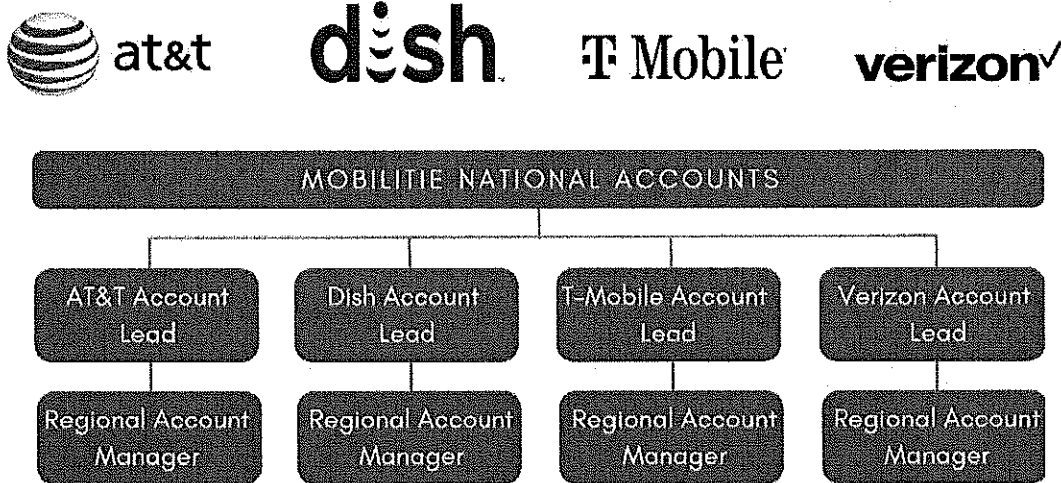 at&t
dish
T Mobile
verizon
MOBILITIE NATIONAL ACCOUNTS
AT&T Account
Lead
Dish Account
Lead
T-Mobile Account
Lead
Verizon Account
Lead
Regional Account
Manager
Regional Account
Manager
Regional Account
Manager
Regional Account
Manager